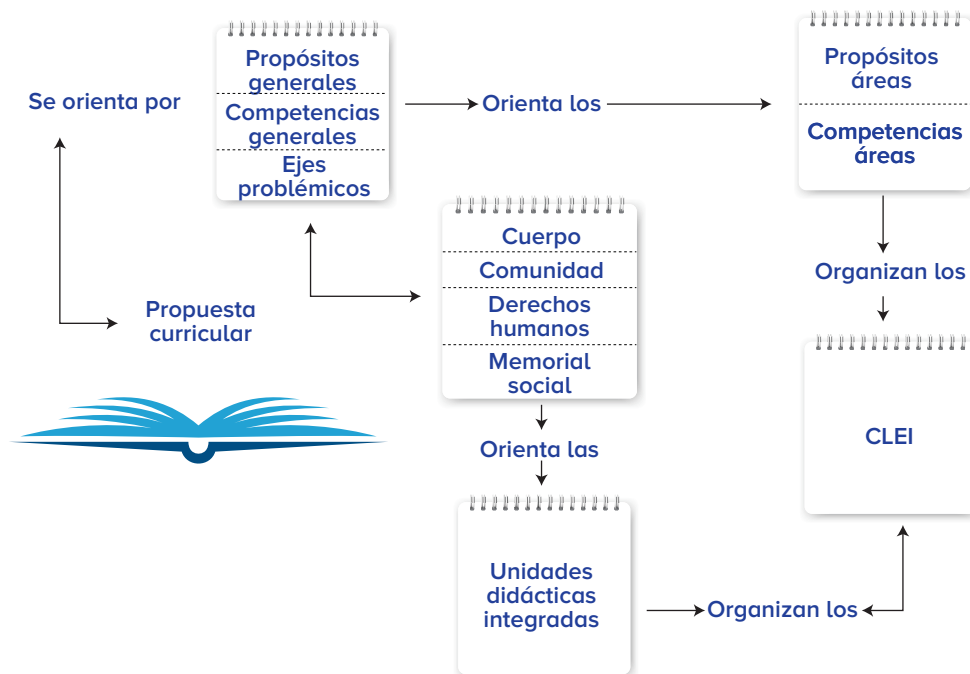 Propósitos
generales
Competencias
generales
Ejes
problémicos
Se orienta por
Orienta los
Propósitos
áreas
Competencias
áreas
Cuerpo
Comunidad
Derechos
humanos
Memorial
social
Organizan los
Propuesta
curricular
Orienta las
CLEI
Unidades
didácticas
integradas
Organizan los